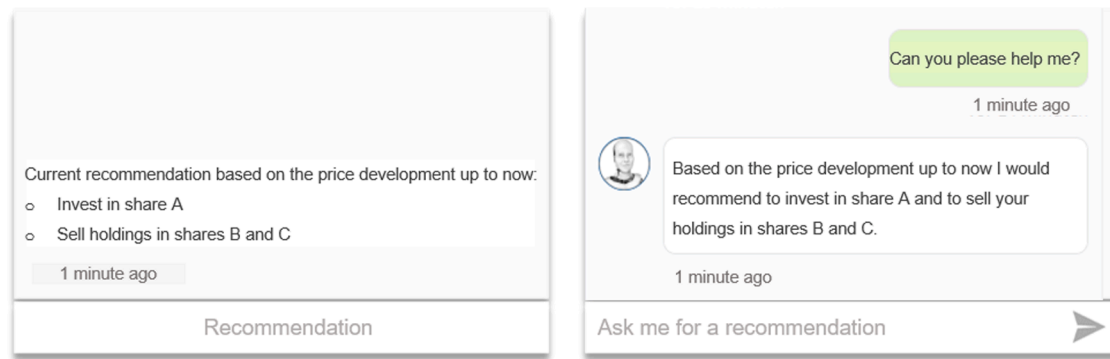 Current recommendation based on the price development up to now:
o Invest in share A
o Sell holdings in shares B and C
1 minute ago
Recommendation
Can you please help me?
1 minute ago
Based on the price development up to now I would
recommend to invest in share A and to sell your
holdings in shares B and C.
1 minute ago
Ask me for a recommendation